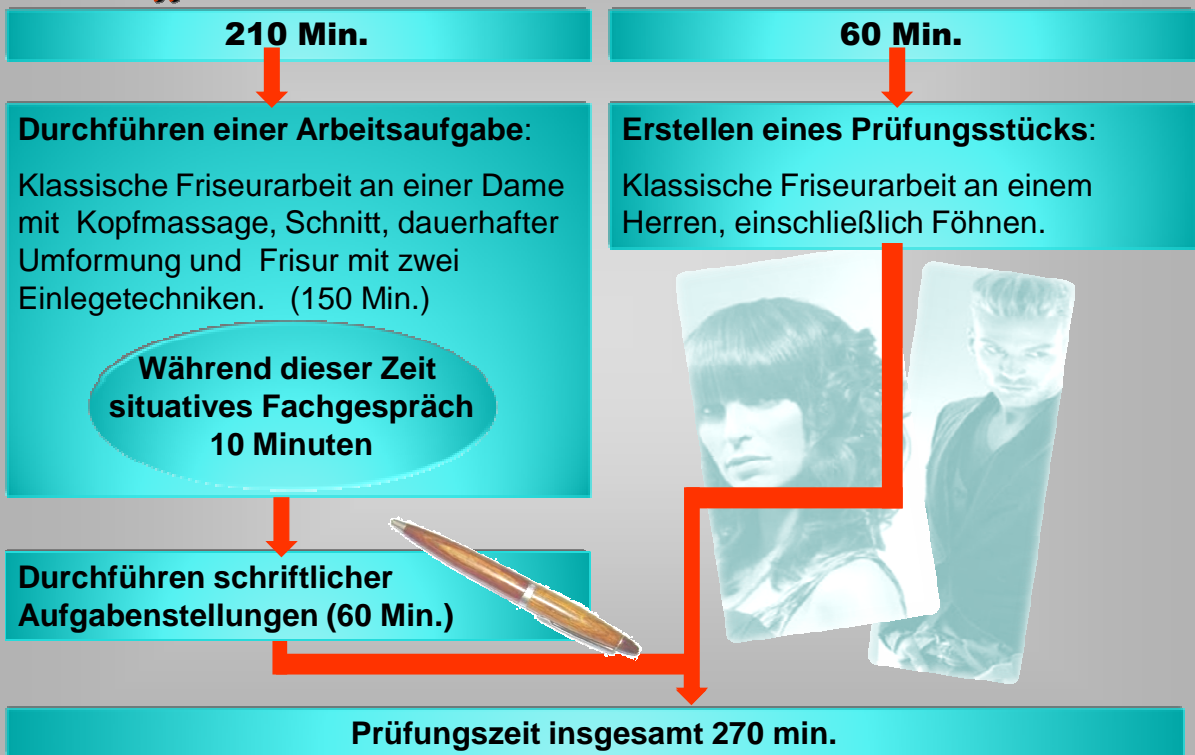 210 Min.
Durchführen einer Arbeitsaufgabe:
Klassische Friseurarbeit an einer Dame
mit Kopfmassage, Schnitt, dauerhafter
Umformung und Frisur mit zwei
Einlegetechniken. (150 Min.)
Während dieser Zeit
situatives Fachgespräch
10 Minuten
Durchführen schriftlicher
Aufgabenstellungen (60 Min.)
60 Min.
Erstellen eines Prüfungsstücks:
Klassische Friseurarbeit an einem
Herren, einschließlich Föhnen.
Prüfungszeit insgesamt 270 min.